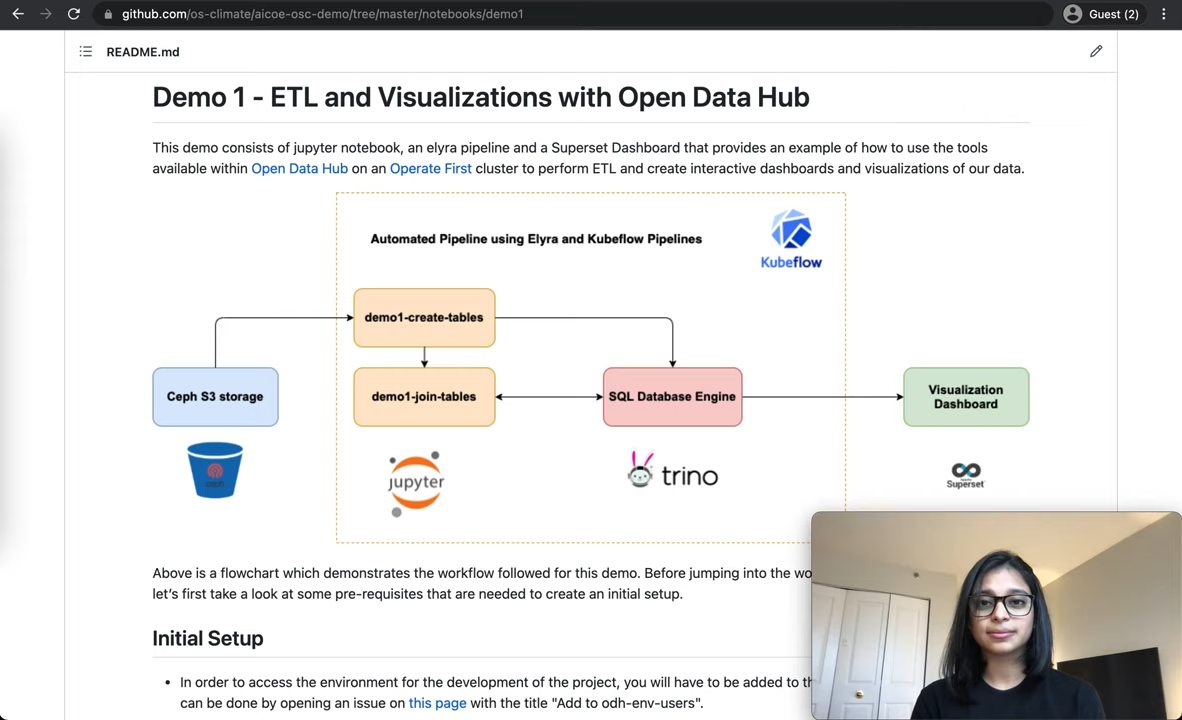 github.com/os-climate/aicoe-osc-demo/tree/master/notebooks/demo1
Guest (2)
README.md
Demo 1 - ETL and Visualizations with Open Data Hub
This demo consists of jupyter notebook, an elyra pipeline and a Superset Dashboard that provides an example of how to use the tools
available within Open Data Hub on an Operate First cluster to perform ETL and create interactive dashboards and visualizations of our data.
Automated Pipeline using Elyra and Kubeflow Pipelines
Kubeflow
demo1-create-tables
Ceph S3 storage
demo1-join-tables
SQL Database Engine
Visualization
Dashboard
ceph
jupyter
trino
Superset
Above is a flowchart which demonstrates the workflow followed for this demo. Before jumping into the wo
let's first take a look at some pre-requisites that are needed to create an initial setup.
Initial Setup
• In order to access the environment for the development of the project, you will have to be added to th
can be done by opening an issue on this page with the title "Add to odh-env-users".